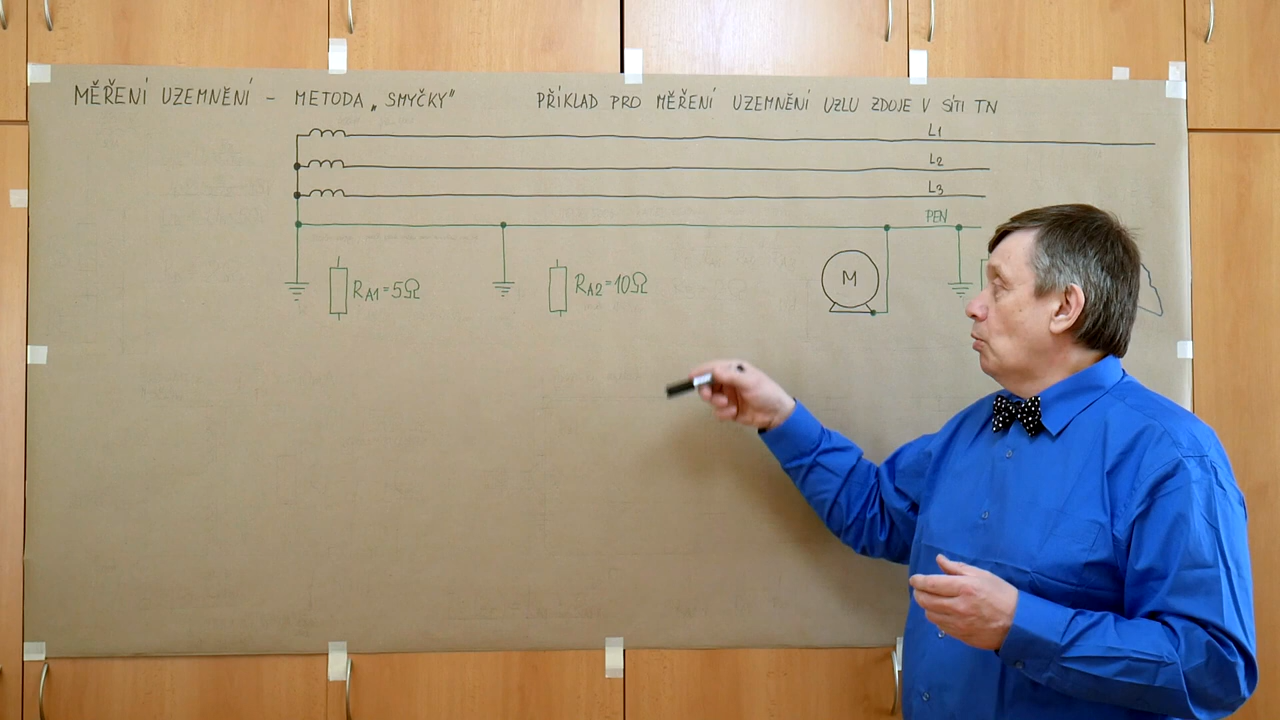 MĚŘENÍ UZEMNĚNÍ - METODA „SMYČKY"
PŘÍKLAD PRO MĚŘENÍ UZEMNĚNÍ UZLU ZDOJE V SÍTI TN
L1
L2
L3
PEN
RA1=5Ω
RA2=10Ω
M